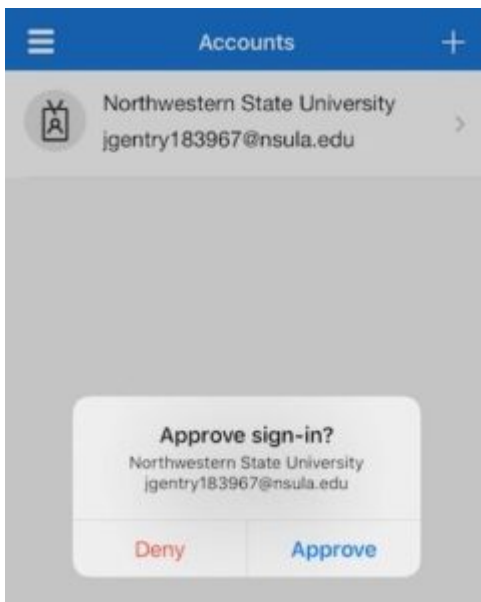 Accounts
Northwestern State University
jgentry183967@nsula.edu
Approve sign-in?
Northwestern State University
jgentry183967@nsula.edu
Deny Approve